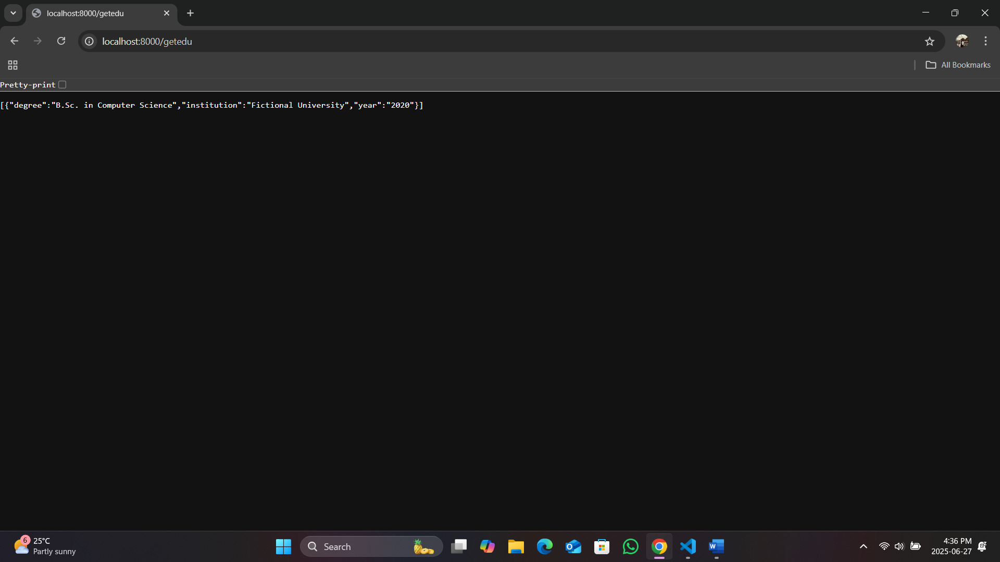 localhost:8000/getedu
localhost:8000/getedu
All Bookmarks
Pretty-print
[{"degree":"B.Sc. in Computer Science","institution":"Fictional University","year":"2020"}]
6
25°C
Partly sunny
Search
4:36 PM
2025-06-27